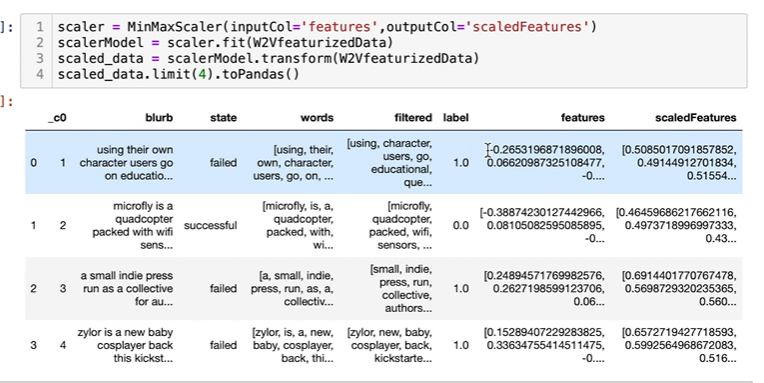 ]:
1 scaler = MinMaxScaler(inputCol='features',outputCol='scaledFeatures')
2 scalerModel = scaler.fit(W2VfeaturizedData)
3 scaled_data = scalerModel.transform(W2VfeaturizedData)
4 scaled_data.limit(4).toPandas()
]:
_c0 blurb state words filtered label features scaledFeatures
0 1 using their own character users go on educatio... failed [using, their, own, character, users, go, on, ... [using, character, users, go, educational, que... 1.0 [-0.2653196871896008, 0.06620987325108477, -0.... [0.5085017091857852, 0.49144912701834, 0.51554...
1 2 microfly is a quadcopter packed with wifi sens... successful [microfly, is, a, quadcopter, packed, with, wi... [microfly, quadcopter, packed, wifi, sensors, ... 0.0 [-0.38874230127442966, 0.08105082595085895, -0... [0.46459686217662116, 0.4973718996997333, 0.43...
2 3 a small indie press run as a collective for au... failed [a, small, indie, press, run, as, a, collectiv... [small, indie, press, run, collective, authors... 1.0 [0.24894571769982576, 0.2627198599123706, 0.06... [0.6914401770767478, 0.5698729320235365, 0.560...
3 4 zylor is a new baby cosplayer back this kickst... failed [zylor, is, a, new, baby, cosplayer, back, thi... [zylor, new, baby, cosplayer, back, kickstarte... 1.0 [0.15289407229283825, 0.33634755414511475, -0.... [0.6572719427718593, 0.5992564968672083, 0.516...